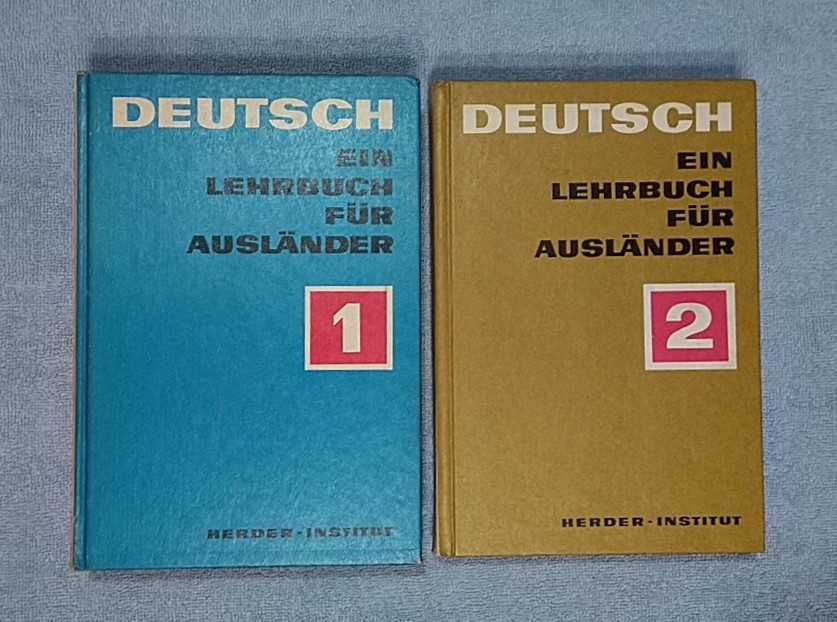 DEUTSCH
EIN
LEHRBUCH
FÜR
AUSLÄNDER
1
HERDER-INSTITUT
DEUTSCH
EIN
LEHRBUCH
FÜR
AUSLÄNDER
2
HERDER-INSTITUT